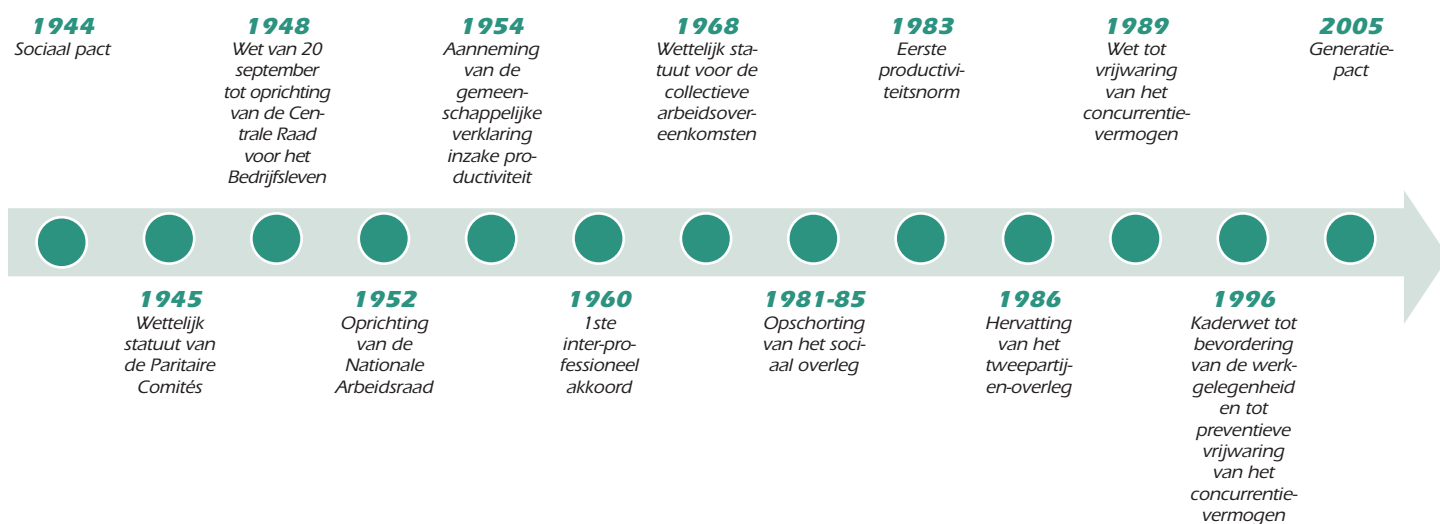 1944
Sociaal pact
1945
Wettelijk
statuut van
de Paritaire
Comités
1948
Wet van 20
september
tot oprichting
van de Cen-
trale Raad
voor het
Bedrijfsleven
1952
Oprichting
van de
Nationale
Arbeidsraad
1954
Aanneming
van de
gemeen-
schappelijke
verklaring
inzake pro-
ductiviteit
1960
1ste
inter-pro-
fessioneel
akkoord
1968
Wettelijk sta-
tuut voor de
collectieve
arbeidsover-
eenkomsten
1981-85
Opschorting
van het soci-
aal overleg
1983
Eerste
productivi-
teitsnorm
1986
Hervatting
van het
tweepartij-
en-overleg
1989
Wet tot
vrijwaring
van het
concurrentie-
vermogen
1996
Kaderwet tot
bevordering
van de werk-
gelegenheid
en tot
preventieve
vrijwaring
van het
concurrentie-
vermogen
2005
Generatie-
pact